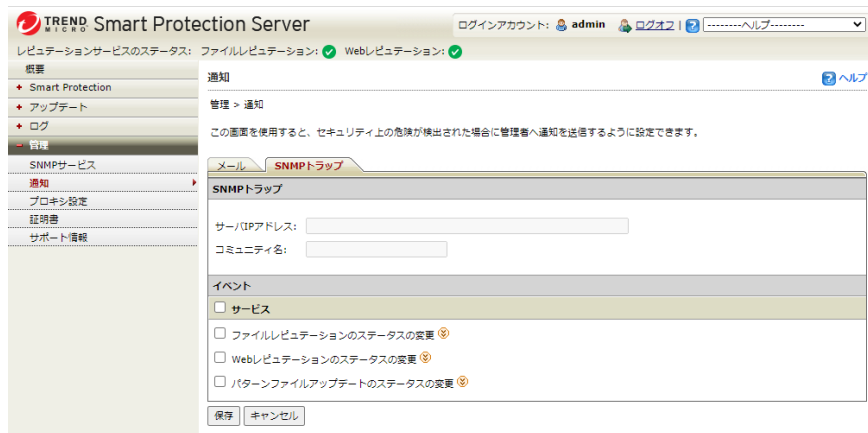 TREND MICRO Smart Protection Server
ログインアカウント: admin ログオフ | --------ヘルプ--------
レピュテーションサービスのステータス: ファイルレピュテーション: Webレピュテーション:
概要
+ Smart Protection
+ アップデート
+ ログ
− 管理
SNMPサービス
通知
プロキシ設定
証明書
サポート情報
通知
ヘルプ
管理 > 通知
この画面を使用すると、セキュリティ上の危険が検出された場合に管理者へ通知を送信するように設定できます。
メール SNMPトラップ
SNMPトラップ
サーバIPアドレス:
コミュニティ名:
イベント
サービス
ファイルレピュテーションのステータスの変更
Webレピュテーションのステータスの変更
パターンファイルアップデートのステータスの変更
保存 キャンセル